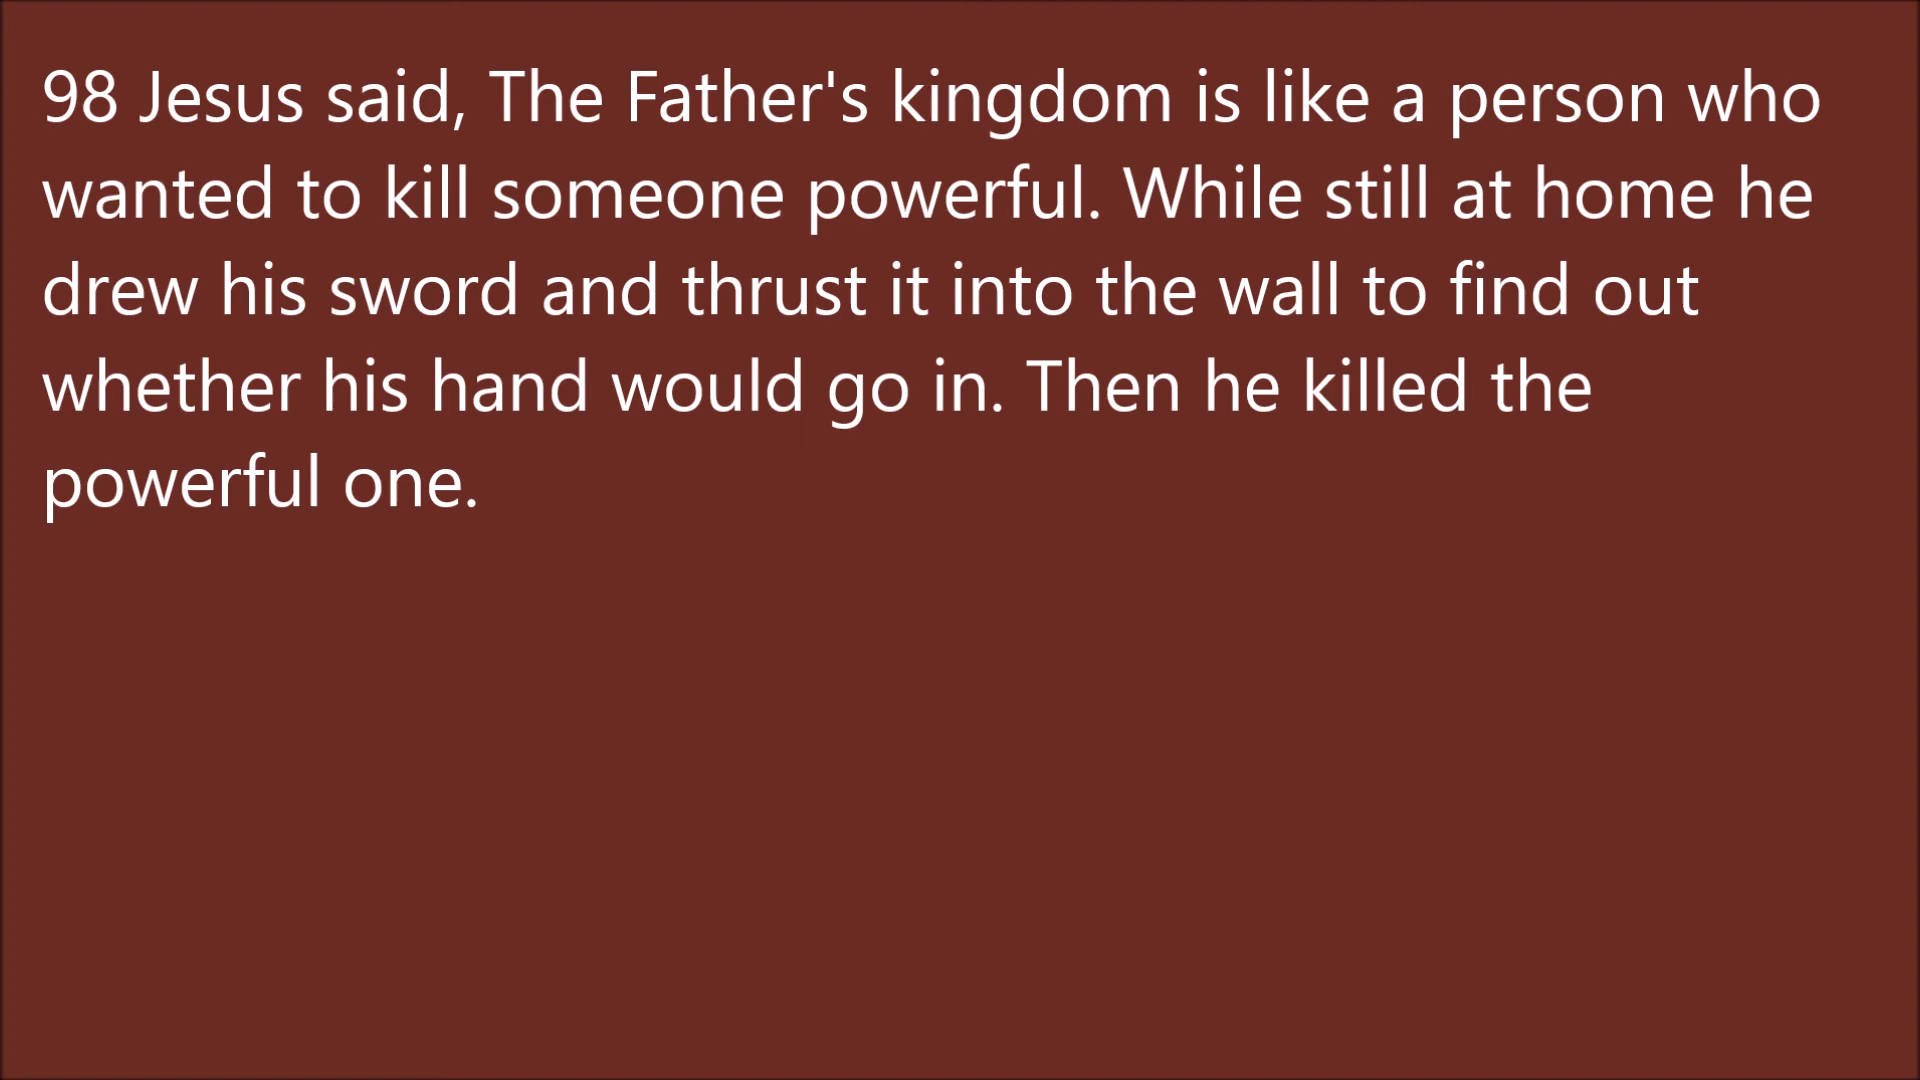 98 Jesus said, The Father's kingdom is like a person who
wanted to kill someone powerful. While still at home he
drew his sword and thrust it into the wall to find out
whether his hand would go in. Then he killed the
powerful one.